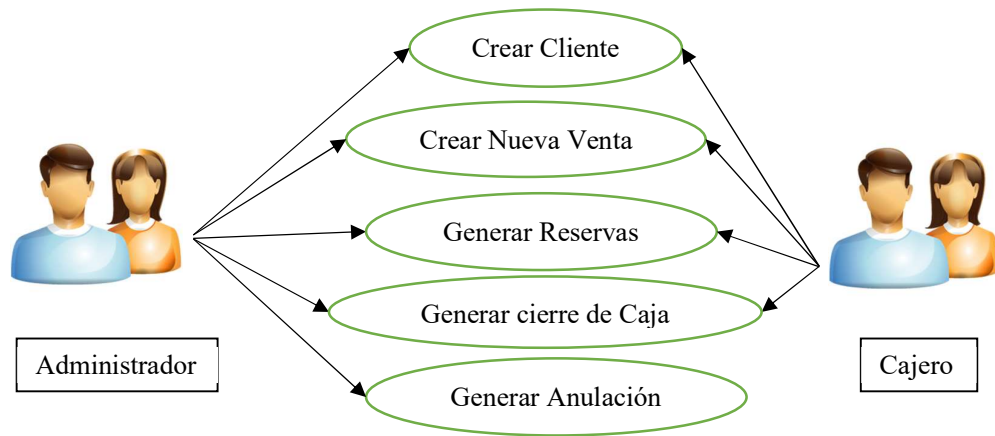 Crear Cliente
Crear Nueva Venta
Generar Reservas
Generar cierre de Caja
Generar Anulación
Administrador
Cajero